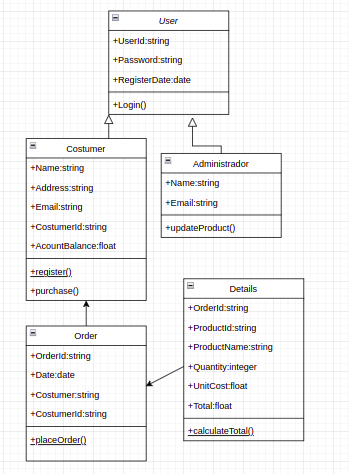 User
+UserId:string
+Password:string
+RegisterDate:date
+Login()
Costumer
+Name:string
+Address:string
+Email:string
+CostumerId:string
+AcountBalance:float
+register()
+purchase()
Administrador
+Name:string
+Email:string
+updateProduct()
Order
+OrderId:string
+Date:date
+Costumer:string
+CostumerId:string
+placeOrder()
Details
+OrderId:string
+ProductId:string
+ProductName:string
+Quantity:integer
+UnitCost:float
+Total:float
+calculateTotal()